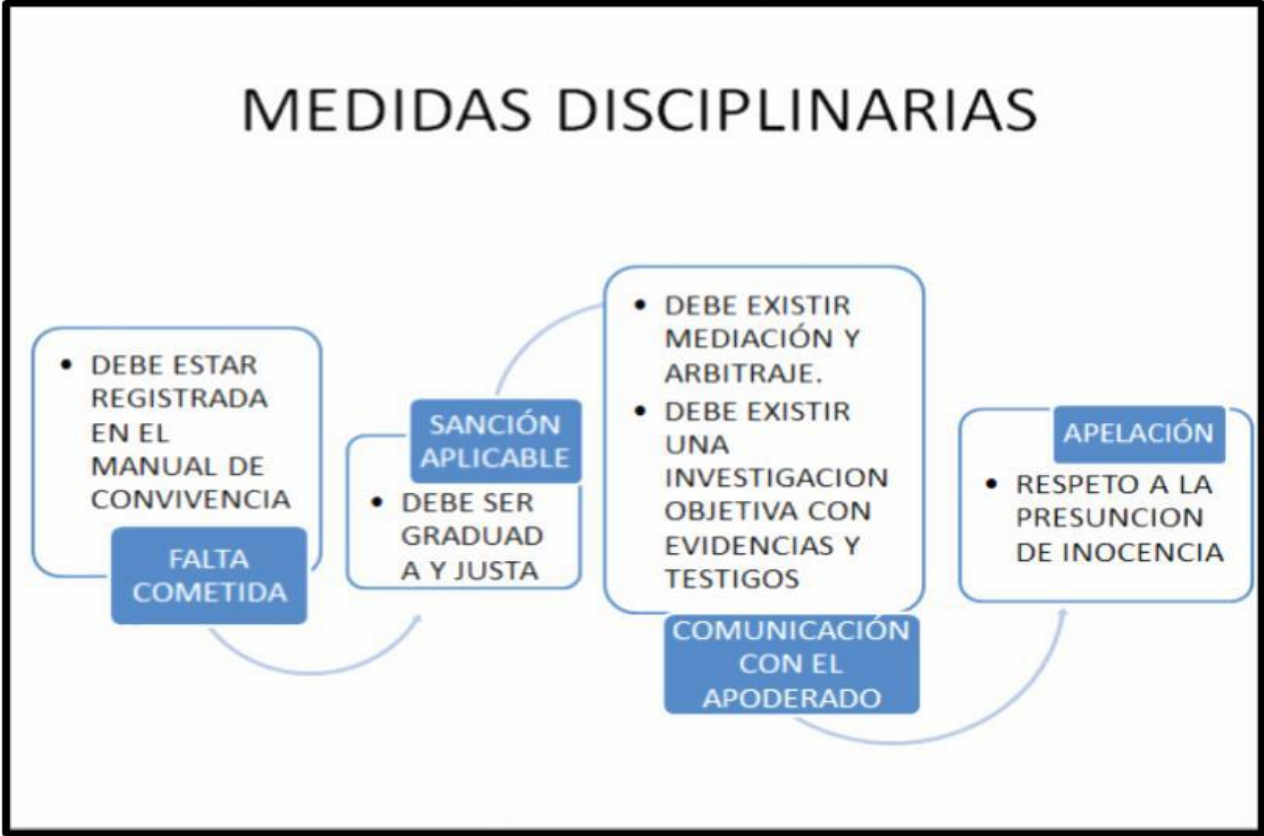 MEDIDAS DISCIPLINARIAS
• DEBE ESTAR
REGISTRADA
EN EL
MANUAL DE
CONVIVENCIA
FALTA
COMETIDA
SANCIÓN
APLICABLE
• DEBE SER
GRADUAD
A Y JUSTA
• DEBE EXISTIR
MEDIACIÓN Y
ARBITRAJE.
• DEBE EXISTIR
UNA
INVESTIGACION
OBJETIVA CON
EVIDENCIAS Y
TESTIGOS
COMUNICACIÓN
CON EL
APODERADO
APELACIÓN
• RESPETO A LA
PRESUNCION
DE INOCENCIA